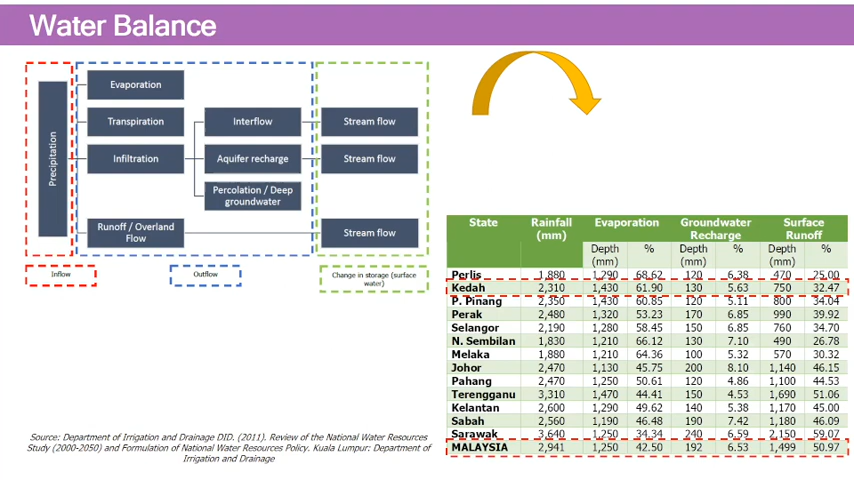 Water Balance
Precipitation
Evaporation
Transpiration
Infiltration
Runoff / Overland
Flow
Interflow
Aquifer recharge
Percolation / Deep
groundwater
Stream flow
Stream flow
Stream flow
Inflow
Outflow
Change in storage (surface
water)
State Rainfall Evaporation Groundwater Surface
(mm) Recharge Runoff
Depth % Depth % Depth %
(mm) (mm) (mm)
Perlis 1,880 1,290 68.62 120 6.38 470 25.00
Kedah 2,310 1,430 61.90 130 5.63 750 32.47
P. Pinang 2,350 1,430 60.85 120 5.11 800 34.04
Perak 2,480 1,320 53.23 170 6.85 990 39.92
Selangor 2,190 1,280 58.45 150 6.85 760 34.70
N. Sembilan 1,830 1,210 66.12 130 7.10 490 26.78
Melaka 1,880 1,210 64.36 100 5.32 570 30.32
Johor 2,470 1,130 45.75 200 8.10 1,140 46.15
Pahang 2,470 1,250 50.61 120 4.86 1,100 44.53
Terengganu 3,310 1,470 44.41 150 4.53 1,690 51.06
Kelantan 2,600 1,290 49.62 140 5.38 1,170 45.00
Sabah 2,560 1,190 46.48 190 7.42 1,180 46.09
Sarawak 3,640 1,250 34.34 240 6.59 2,150 59.07
MALAYSIA 2,941 1,250 42.50 192 6.53 1,499 50.97
Source: Department of Irrigation and Drainage DID. (2011). Review of the National Water Resources
Study (2000-2050) and Formulation of National Water Resources Policy. Kuala Lumpur: Department of
Irrigation and Drainage